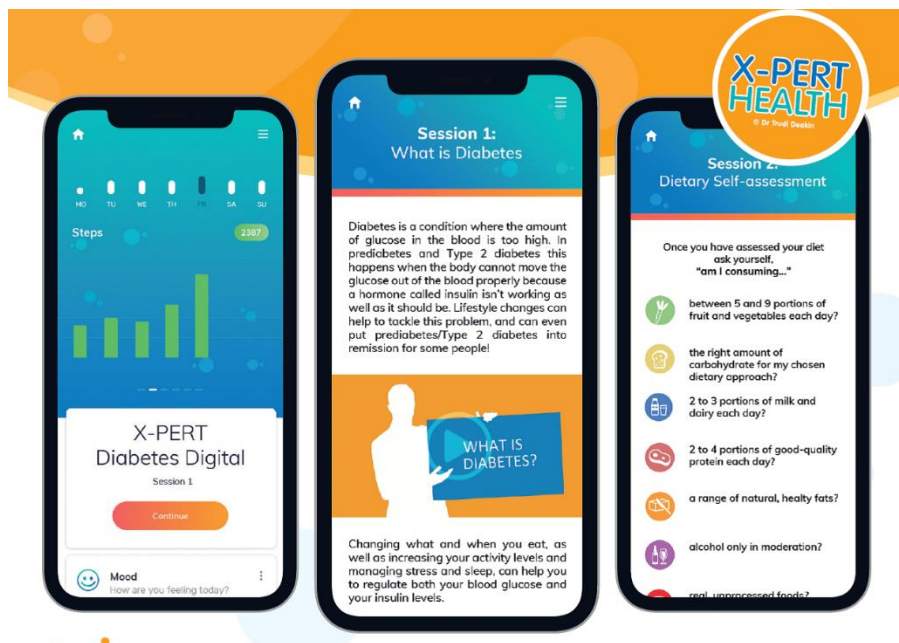 X-PERT
HEALTH
© Dr Trudi Deakin
MO TU WE TH FR SA SU
Steps
2387
X-PERT
Diabetes Digital
Session 1
Continue
Mood
How are you feeling today?
Session 1:
What is Diabetes
Diabetes is a condition where the amount
of glucose in the blood is too high. In
prediabetes and Type 2 diabetes this
happens when the body cannot move the
glucose out of the blood properly because
a hormone called insulin isn't working as
well as it should be. Lifestyle changes can
help to tackle this problem, and can even
put prediabetes/Type 2 diabetes into
remission for some people!
WHAT IS
DIABETES?
Changing what and when you eat, as
well as increasing your activity levels and
managing stress and sleep, can help you
to regulate both your blood glucose and
your insulin levels.
Session 2:
Dietary Self-assessment
Once you have assessed your diet
ask yourself,
"am I consuming..."
between 5 and 9 portions of
fruit and vegetables each day?
the right amount of
carbohydrate for my chosen
dietary approach?
2 to 3 portions of milk and
dairy each day?
2 to 4 portions of good-quality
protein each day?
a range of natural, healty fats?
alcohol only in moderation?
real, unprocessed foods?